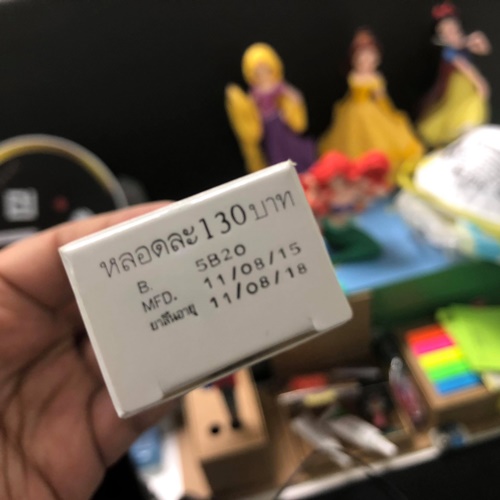 หลอดละ 130 บาท
B. 5B20
MFD. 11/08/15
ยาสิ้นอายุ 11/08/18